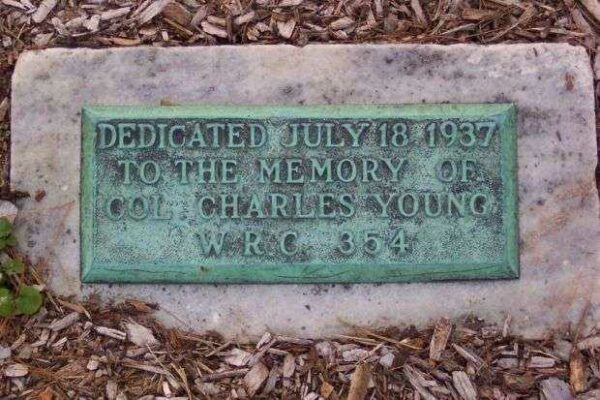 DEDICATED JULY 18 1937
TO THE MEMORY OF
COL. CHARLES YOUNG
W.R.C. 354